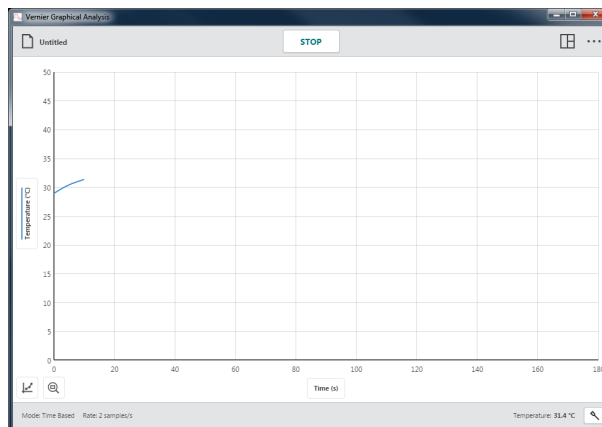 Vernier Graphical Analysis
Untitled
STOP
50
45
40
35
30
25
20
15
10
5
0
Temperature (°C)
0 20 40 60 80 100 120 140 160 180
Time (s)
Mode: Time Based Rate: 2 samples/s
Temperature: 31.4 °C